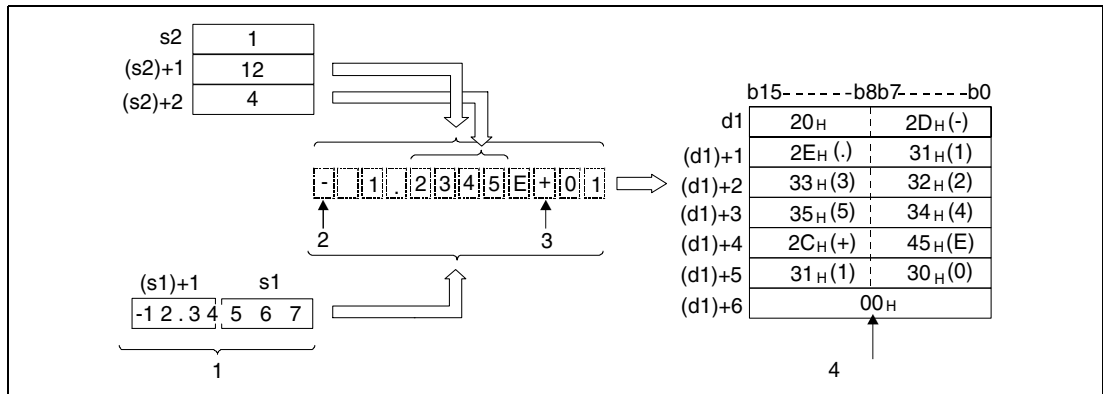 s2 1
(s2)+1 12
(s2)+2 4
- 1 . 2 3 4 5 E + 0 1
2 3
(s1)+1 s1
-1 2 . 3 4 5 6 7
1
b15------b8b7------b0
d1 20H 2DH(-)
(d1)+1 2EH(.) 31H(1)
(d1)+2 33H(3) 32H(2)
(d1)+3 35H(5) 34H(4)
(d1)+4 2CH(+) 45H(E)
(d1)+5 31H(1) 30H(0)
(d1)+6 00H
4